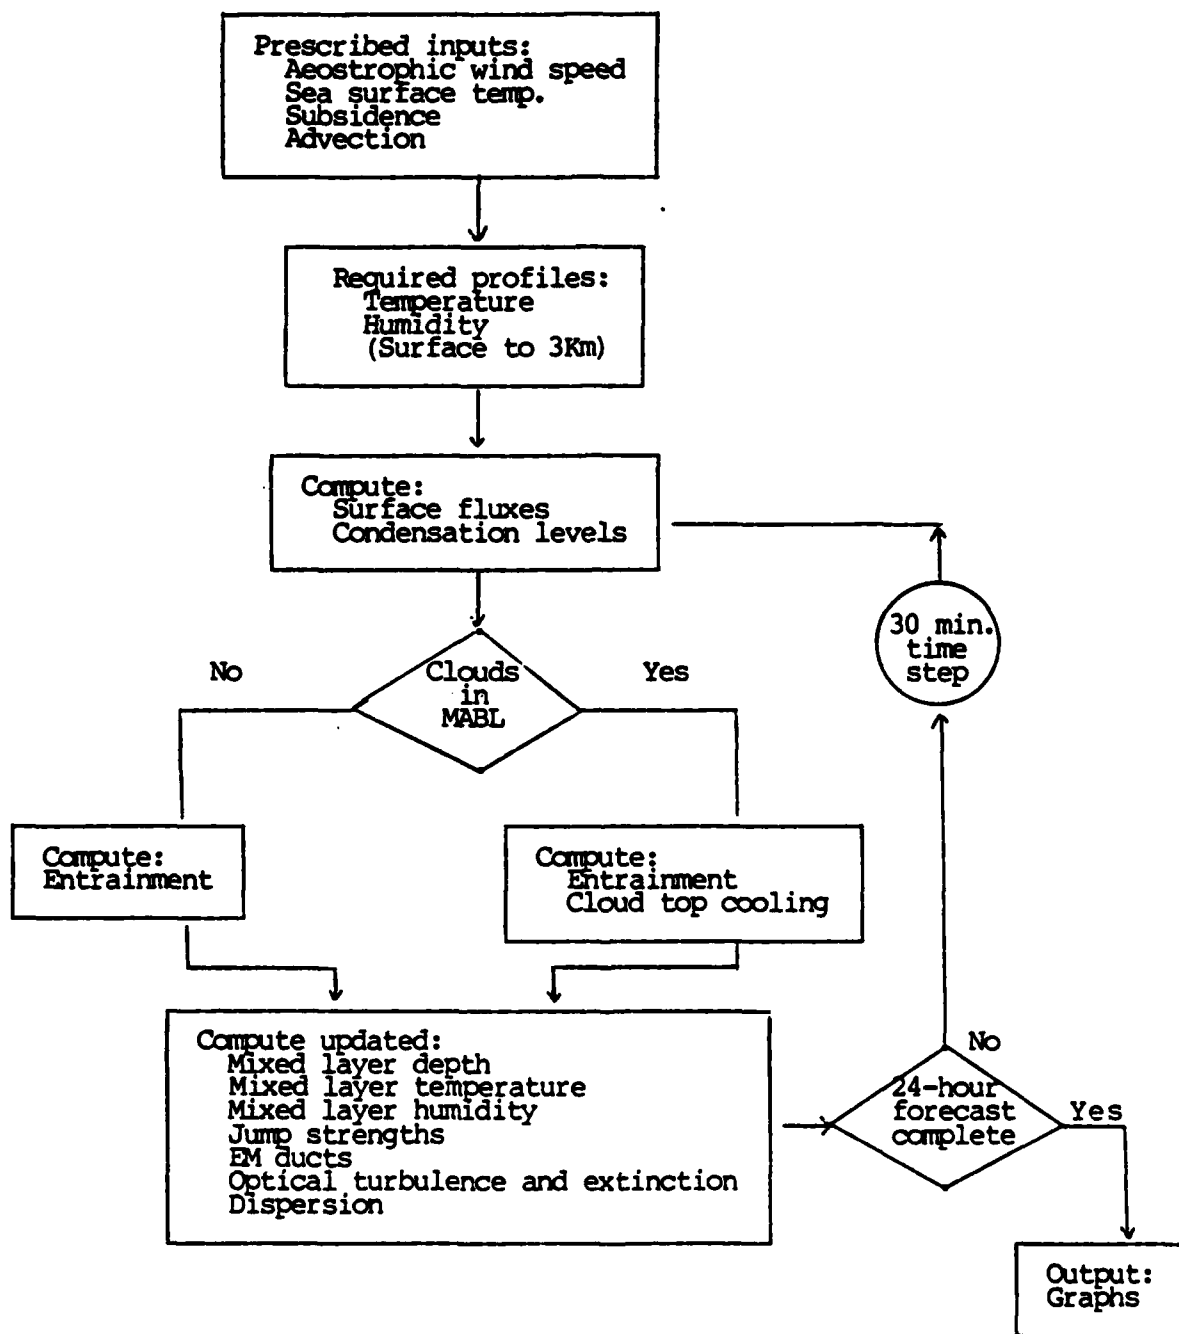 Prescribed inputs:
Aeostrophic wind speed
Sea surface temp.
Subsidence
Advection
Required profiles:
Temperature
Humidity
(Surface to 3Km)
Compute:
Surface fluxes
Condensation levels
30 min.
time
step
No
Clouds
in
MABL
Yes
Compute:
Entrainment
Compute:
Entrainment
Cloud top cooling
Compute updated:
Mixed layer depth
Mixed layer temperature
Mixed layer humidity
Jump strengths
EM ducts
Optical turbulence and extinction
Dispersion
No
24-hour
forecast
complete
Yes
Output:
Graphs